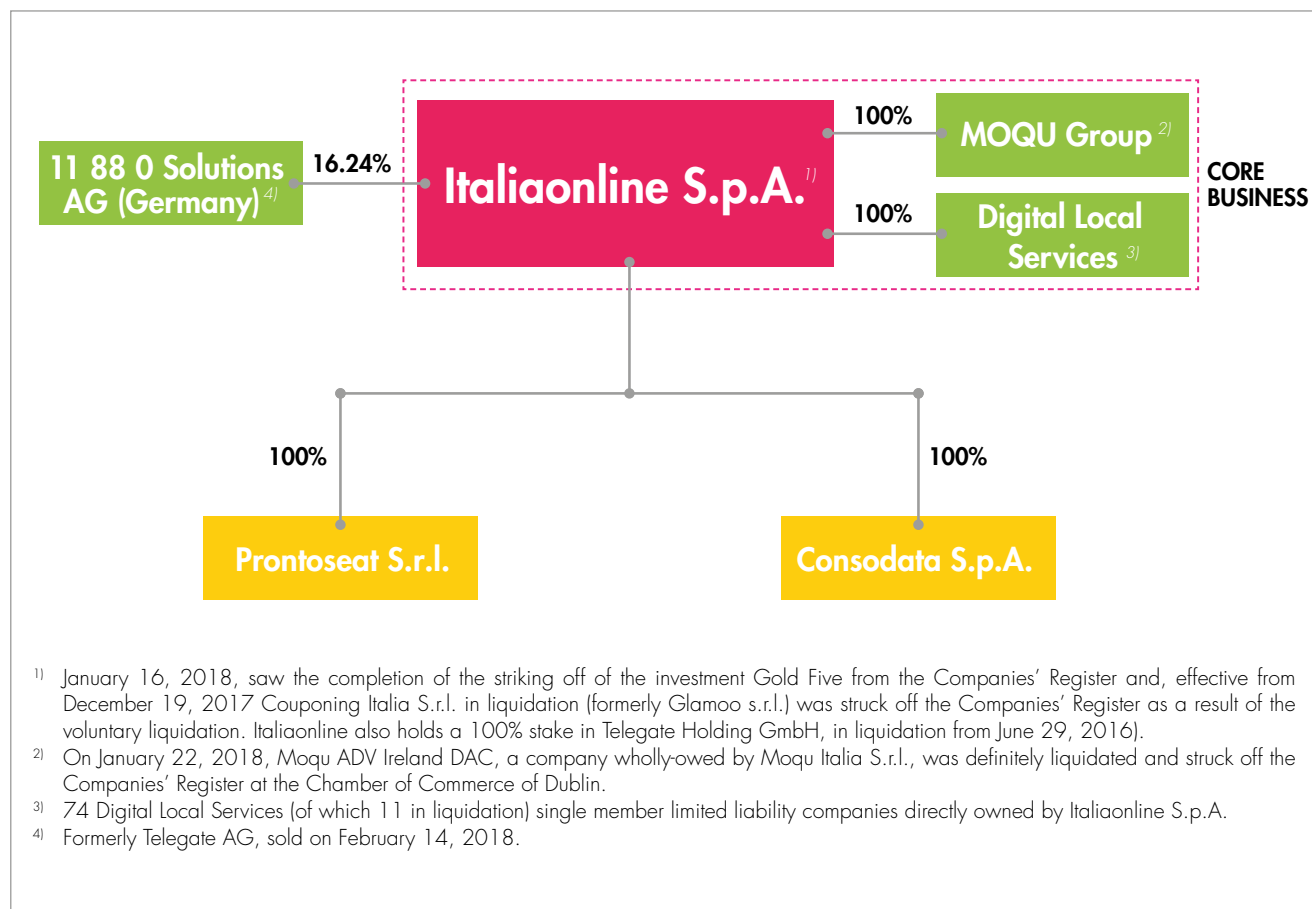 100%
MOQU Group 2)
11 88 0 Solutions
AG (Germany) 4)
16.24%
Italiaonline S.p.A. 1)
CORE
BUSINESS
100%
Digital Local
Services 3)
100%
100%
Prontoseat S.r.l.
Consodata S.p.A.
1) January 16, 2018, saw the completion of the striking off of the investment Gold Five from the Companies’ Register and, effective from
December 19, 2017 Couponing Italia S.r.l. in liquidation (formerly Glamoo s.r.l.) was struck off the Companies’ Register as a result of the
voluntary liquidation. Italiaonline also holds a 100% stake in Telegate Holding GmbH, in liquidation from June 29, 2016).
2) On January 22, 2018, Moqu ADV Ireland DAC, a company wholly-owed by Moqu Italia S.r.l., was definitely liquidated and struck off the
Companies’ Register at the Chamber of Commerce of Dublin.
3) 74 Digital Local Services (of which 11 in liquidation) single member limited liability companies directly owned by Italiaonline S.p.A.
4) Formerly Telegate AG, sold on February 14, 2018.